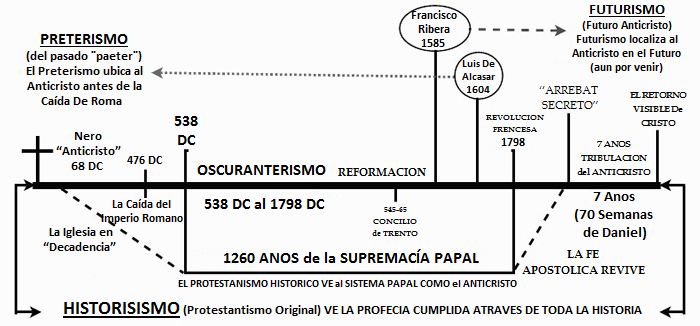 PRETERISMO
(del pasado ¨paeter¨)
El Preterismo ubica al
Anticristo antes de la
Caída De Roma
Francisco
Ribera
1585
Luis De
Alcasar
1604
FUTURISMO
(Futuro Anticristo)
Futurismo localiza al
Anticristo en el Futuro
(aun por venir)
Nero
“Anticristo”
68 DC
476 DC
538
DC
REVOLUCION
FRENCESA
1798
¨ARREBAT
SECRETO¨
EL RETORNO
VISIBLE De
CRISTO
7 ANOS
TRIBULACION
del ANTICRISTO
OSCURANTERISMO
REFORMACION
La Caída del
Imperio Romano
538 DC al 1798 DC
545-65
CONCILIO
de TRENTO
7 Anos
(70 Semanas
de Daniel)
La Iglesia en
“Decadencia”
1260 ANOS de la SUPREMACÍA PAPAL
LA FE
APOSTOLICA REVIVE
EL PROTESTANISMO HISTORICO VE al SISTEMA PAPAL COMO el ANTICRISTO
HISTORISISMO (Protestantismo Original) VE LA PROFECIA CUMPLIDA ATRAVES DE TODA LA HISTORIA